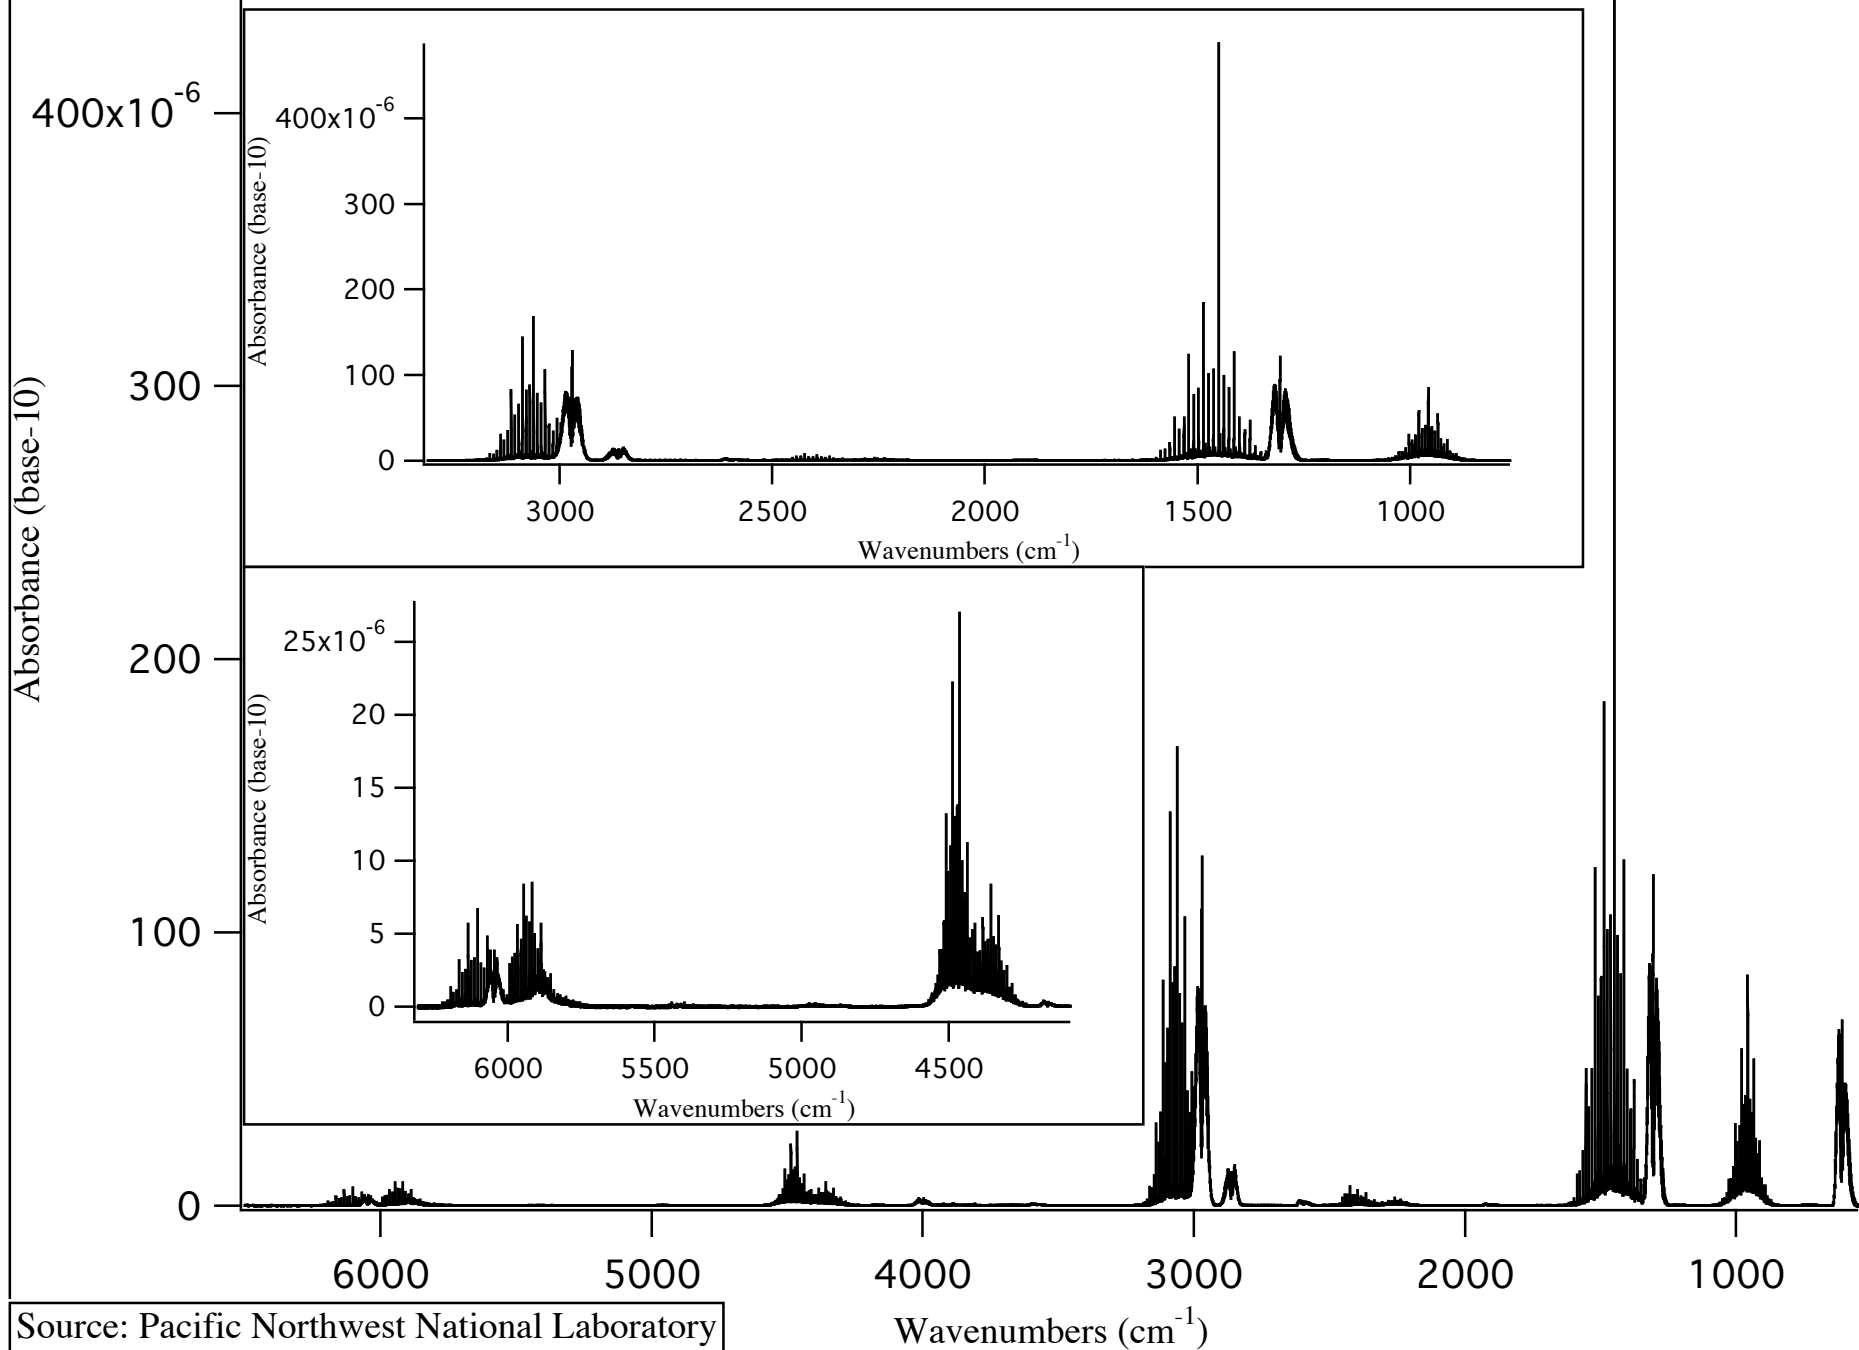 400x10^-6
300
200
100
0
Absorbance (base-10)
6000 5000 4000 3000 2000 1000
Wavenumbers (cm^-1)
400x10^-6
300
200
100
0
Absorbance (base-10)
3000 2500 2000 1500 1000
Wavenumbers (cm^-1)
25x10^-6
20
15
10
5
0
Absorbance (base-10)
6000 5500 5000 4500
Wavenumbers (cm^-1)
Source: Pacific Northwest National Laboratory